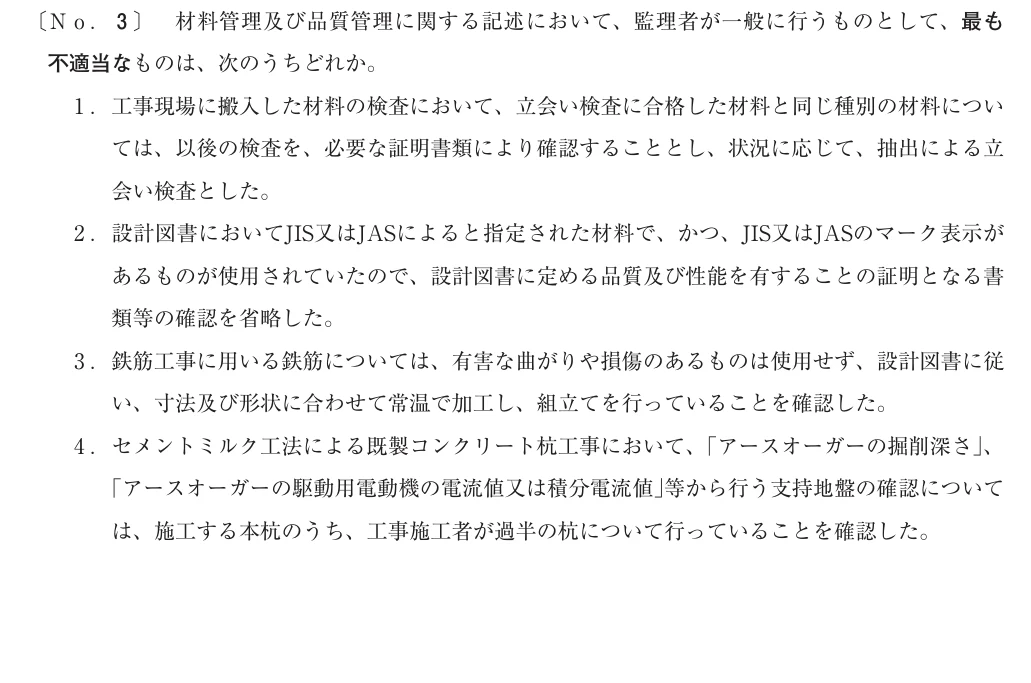 〔Ｎｏ．３〕　材料管理及び品質管理に関する記述において、監理者が一般に行うものとして、最も
不適当なものは、次のうちどれか。
１．工事現場に搬入した材料の検査において、立会い検査に合格した材料と同じ種別の材料につい
ては、以後の検査を、必要な証明書類により確認することとし、状況に応じて、抽出による立
会い検査とした。
２．設計図書においてJIS又はJASによると指定された材料で、かつ、JIS又はJASのマーク表示が
あるものが使用されていたので、設計図書に定める品質及び性能を有することの証明となる書
類等の確認を省略した。
３．鉄筋工事に用いる鉄筋については、有害な曲がりや損傷のあるものは使用せず、設計図書に従
い、寸法及び形状に合わせて常温で加工し、組立てを行っていることを確認した。
４．セメントミルク工法による既製コンクリート杭工事において、「アースオーガーの掘削深さ」、
「アースオーガーの駆動用電動機の電流値又は積分電流値」等から行う支持地盤の確認について
は、施工する本杭のうち、工事施工者が過半の杭について行っていることを確認した。